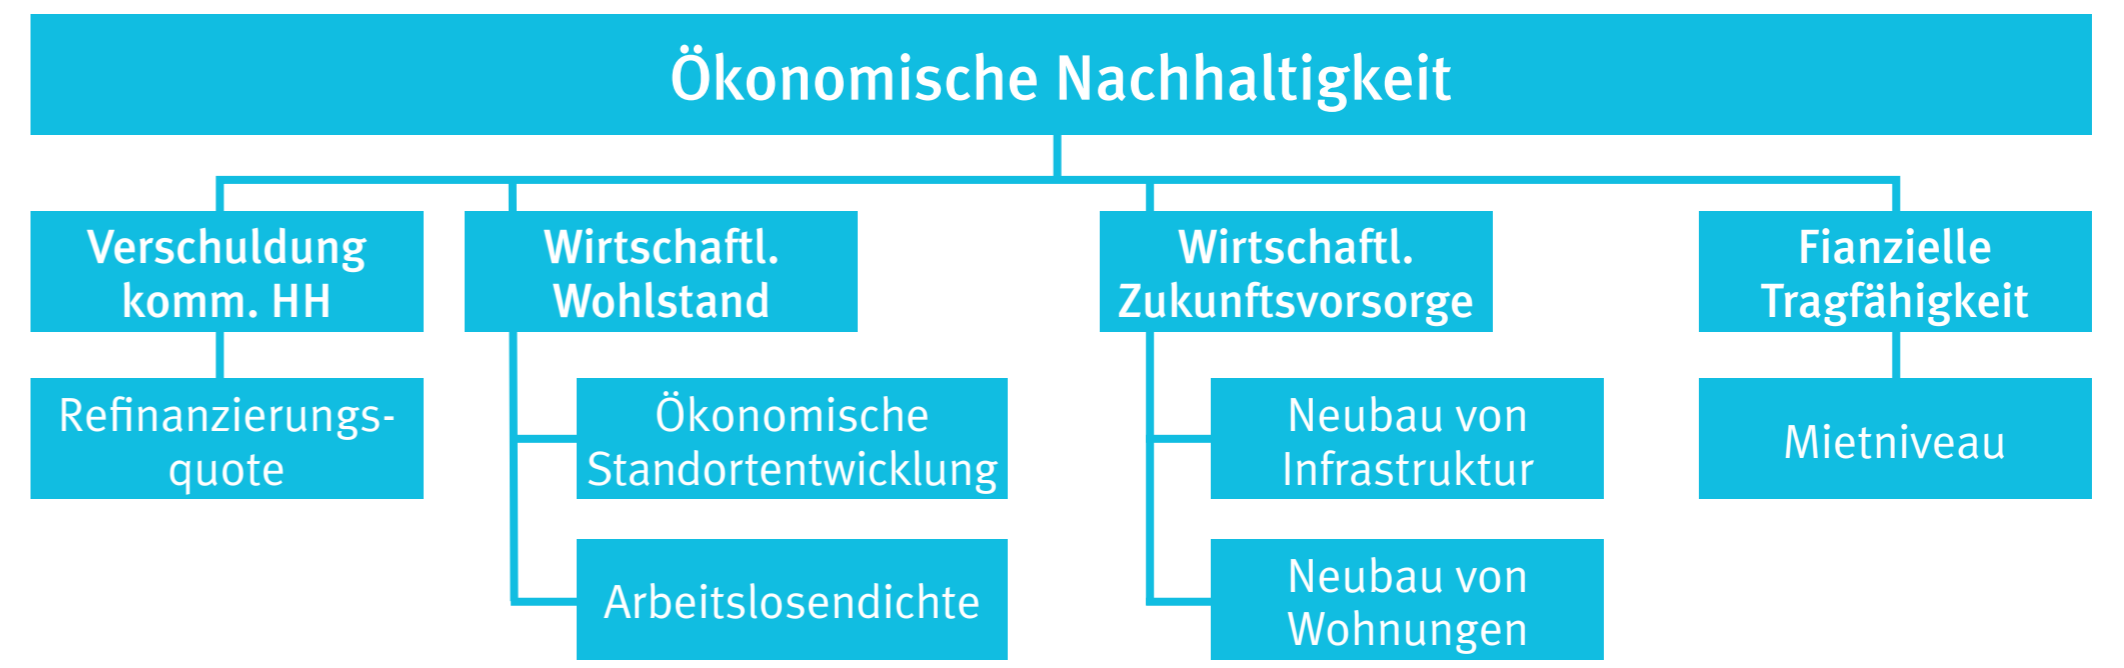 Ökonomische Nachhaltigkeit
Verschuldung
komm. HH
Wirtschaftl.
Wohlstand
Wirtschaftl.
Zukunftsvorsorge
Fianzielle
Tragfähigkeit
Refinanzierungs-
quote
Ökonomische
Standortentwicklung
Neubau von
Infrastruktur
Mietniveau
Arbeitslosendichte
Neubau von
Wohnungen